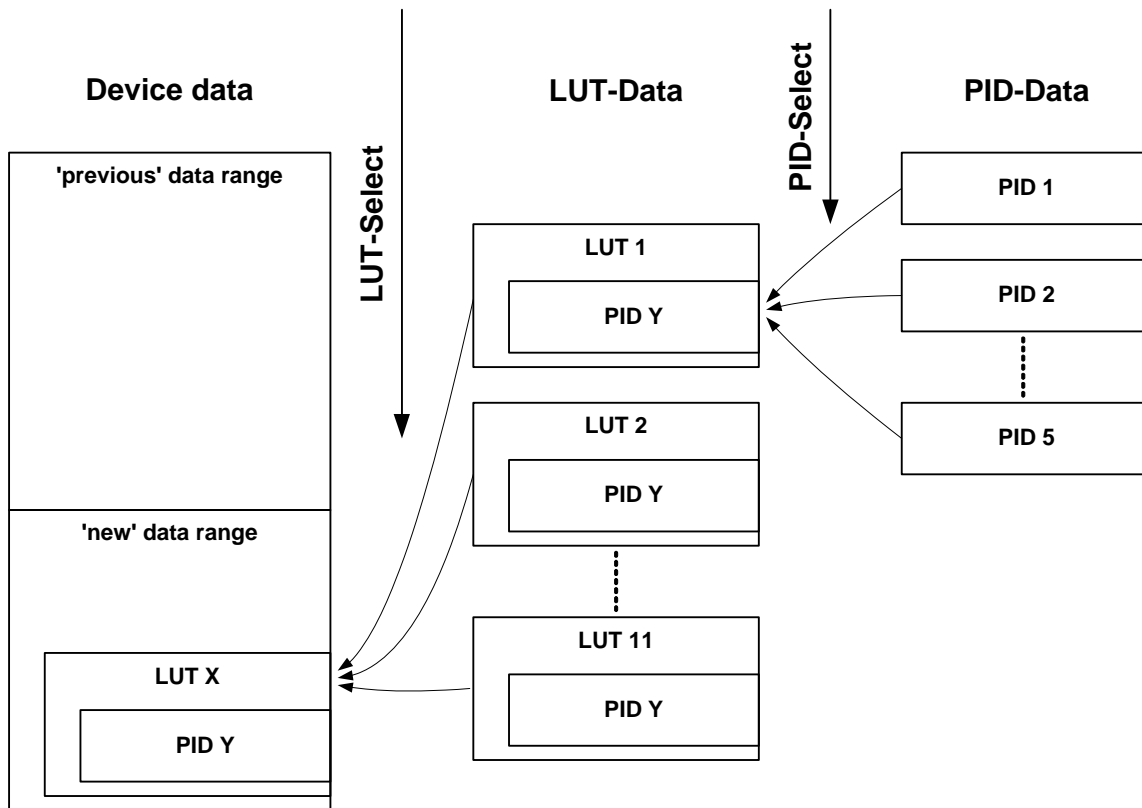 Device data
'previous' data range
'new' data range
LUT X
PID Y
LUT-Select
LUT-Data
LUT 1
PID Y
LUT 2
PID Y
LUT 11
PID Y
PID-Select
PID-Data
PID 1
PID 2
PID 5